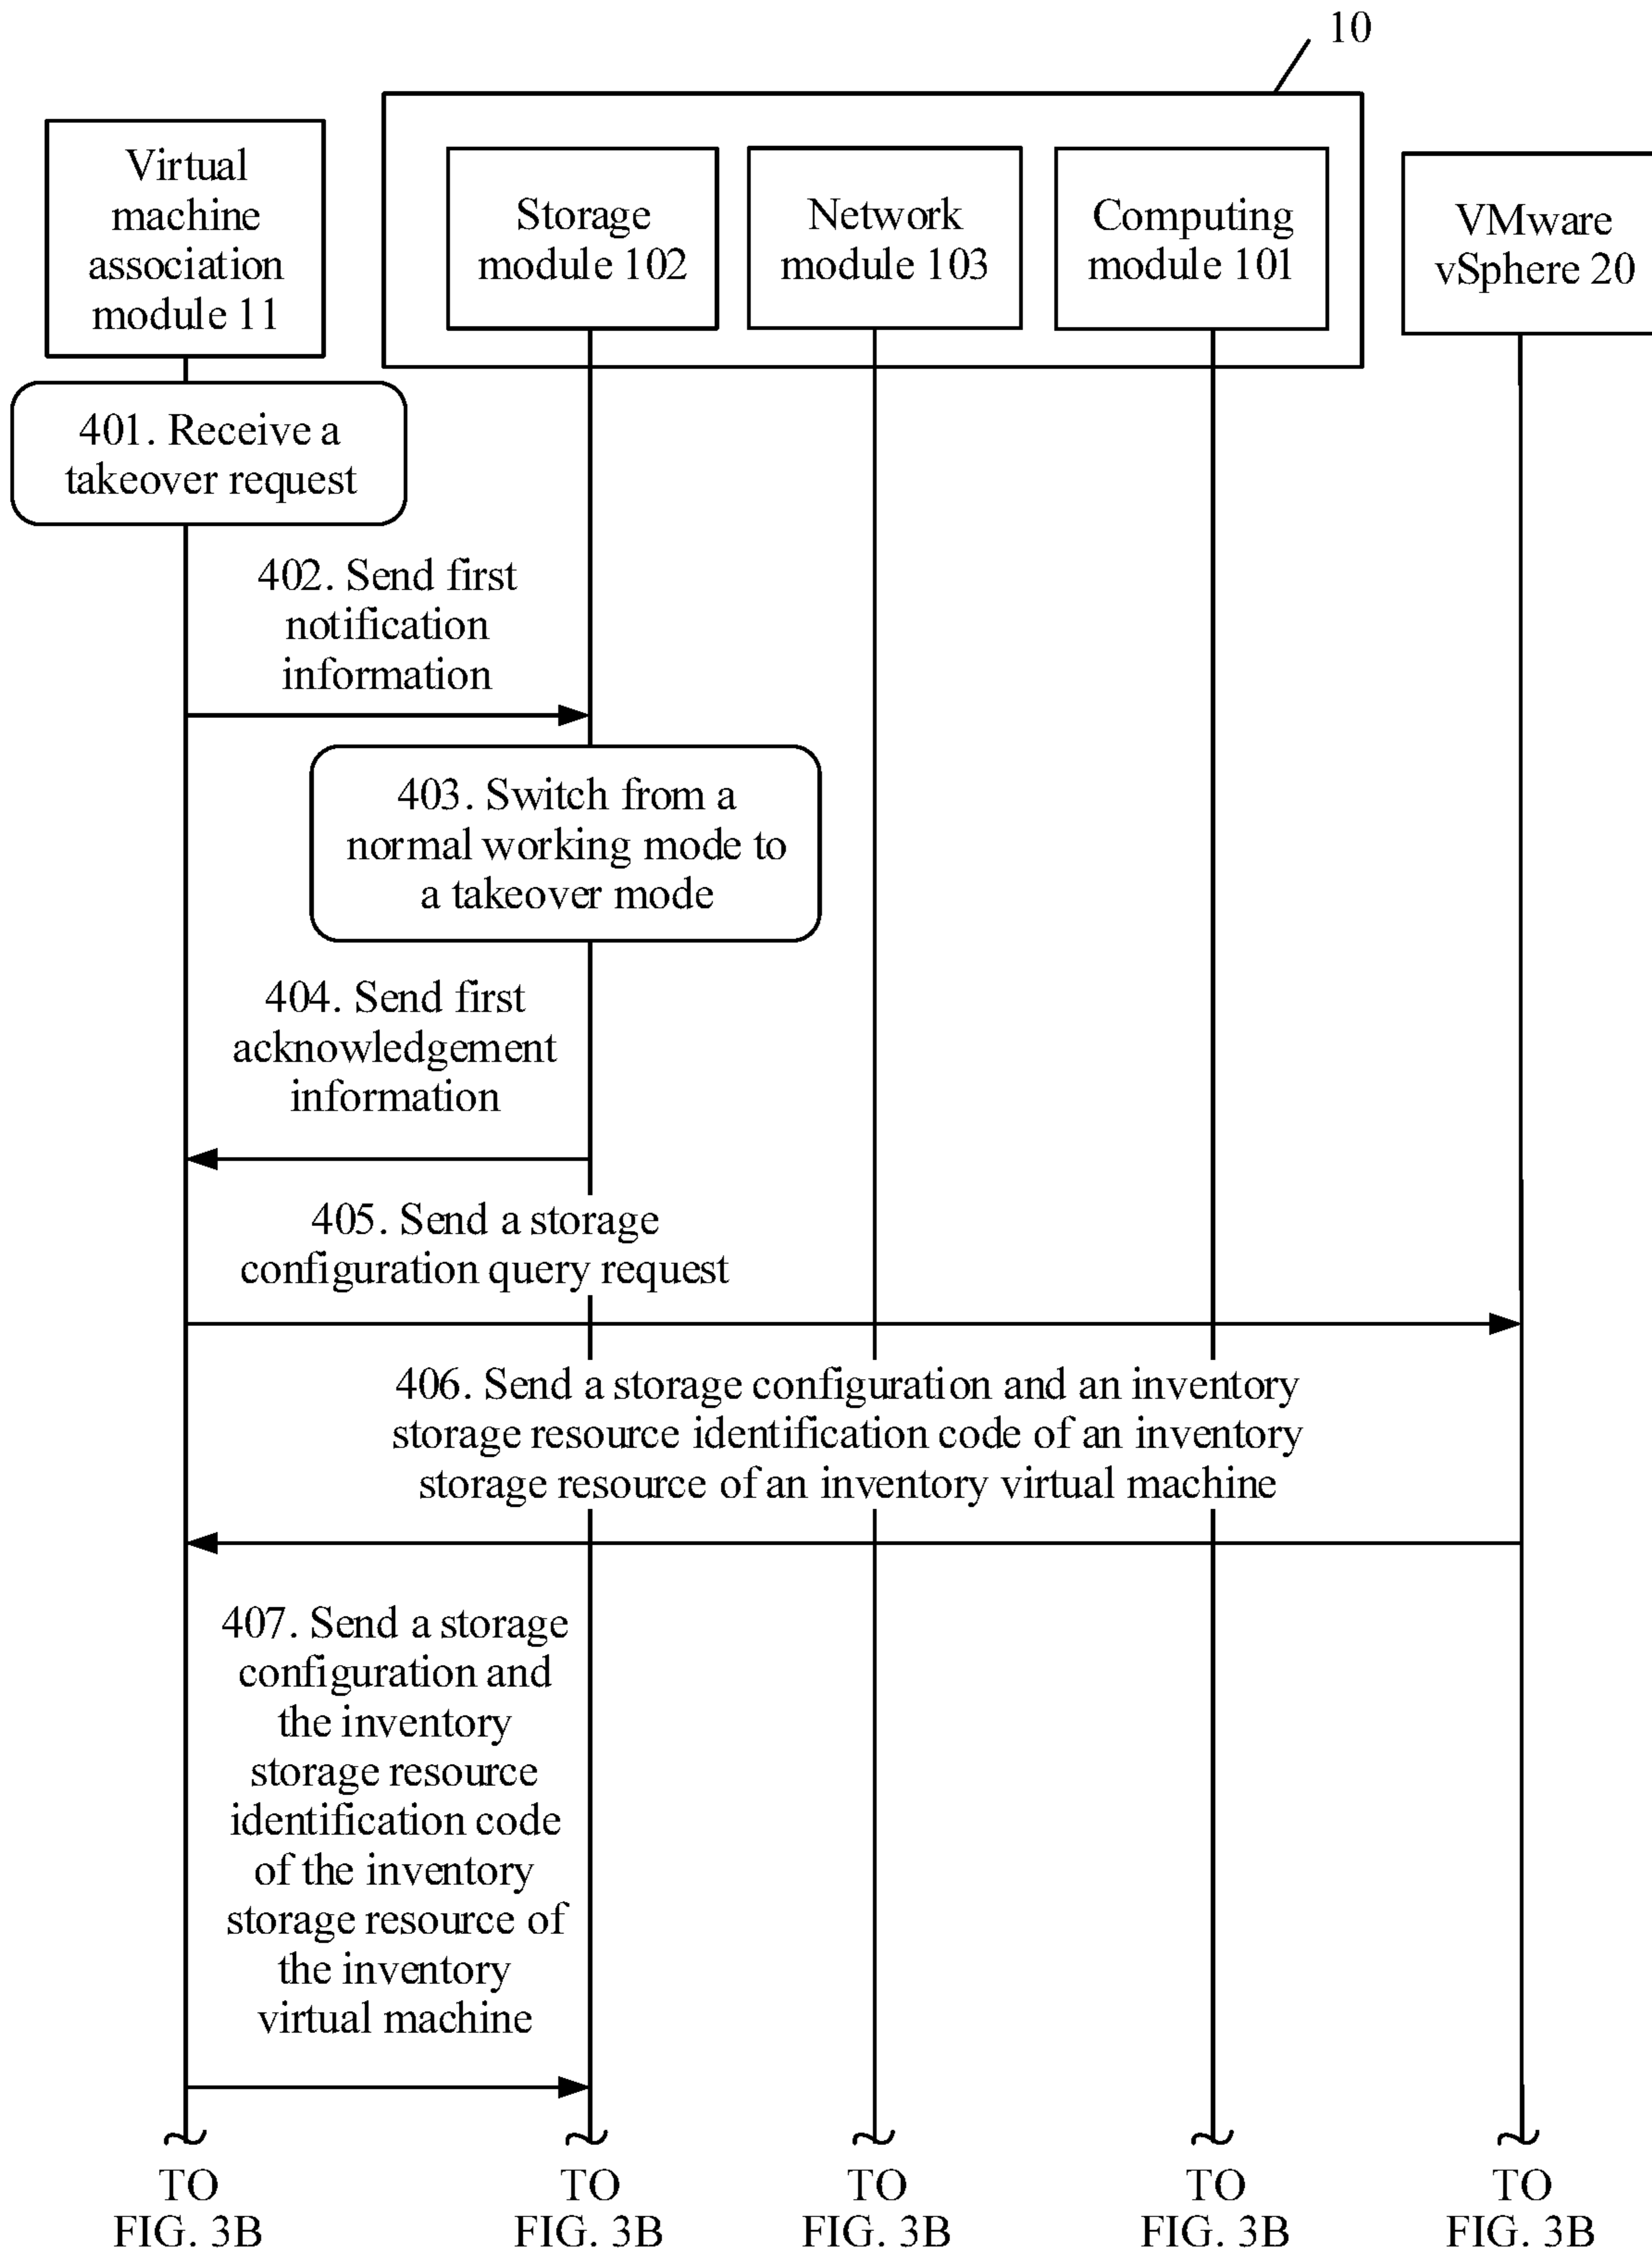 10
Virtual
machine
association
module 11
Storage
module 102
Network
module 103
Computing
module 101
VMware
vSphere 20
401. Receive a
takeover request
402. Send first
notification
information
403. Switch from a
normal working mode to
a takeover mode
404. Send first
acknowledgement
information
405. Send a storage
configuration query request
406. Send a storage configuration and an inventory
storage resource identification code of an inventory
storage resource of an inventory virtual machine
407. Send a storage
configuration and
the inventory
storage resource
identification code
of the inventory
storage resource of
the inventory
virtual machine
TO
FIG. 3B
TO
FIG. 3B
TO
FIG. 3B
TO
FIG. 3B
TO
FIG. 3B